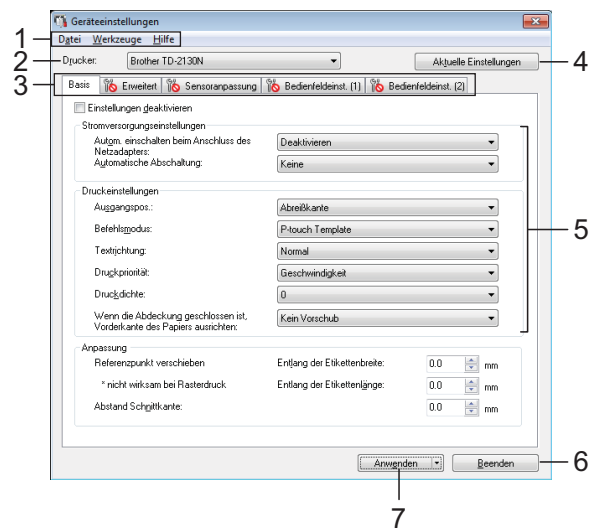 Geräteeinstellungen
1 Datei Werkzeuge Hilfe
2 Drucker: Brother TD-2130N Aktuelle Einstellungen 4
3 Basis Erweitert Sensoranpassung Bedienfeldeinst. (1) Bedienfeldeinst. (2)
Einstellungen deaktivieren
Stromversorgungseinstellungen
Autom. einschalten beim Anschluss des Netzadapters: Deaktivieren
Automatische Abschaltung: Keine
Druckeinstellungen
Ausgangspos.: Abreißkante
Befehlsmodus: P-touch Template 5
Textrichtung: Normal
Druckpriorität: Geschwindigkeit
Druckdichte: 0
Wenn die Abdeckung geschlossen ist, Vorderkante des Papiers ausrichten: Kein Vorschub
Anpassung
Referenzpunkt verschieben Entlang der Etikettenbreite: 0.0 mm
* nicht wirksam bei Rasterdruck Entlang der Etikettenlänge: 0.0 mm
Abstand Schnittkante: 0.0 mm
Anwenden Beenden 6
7